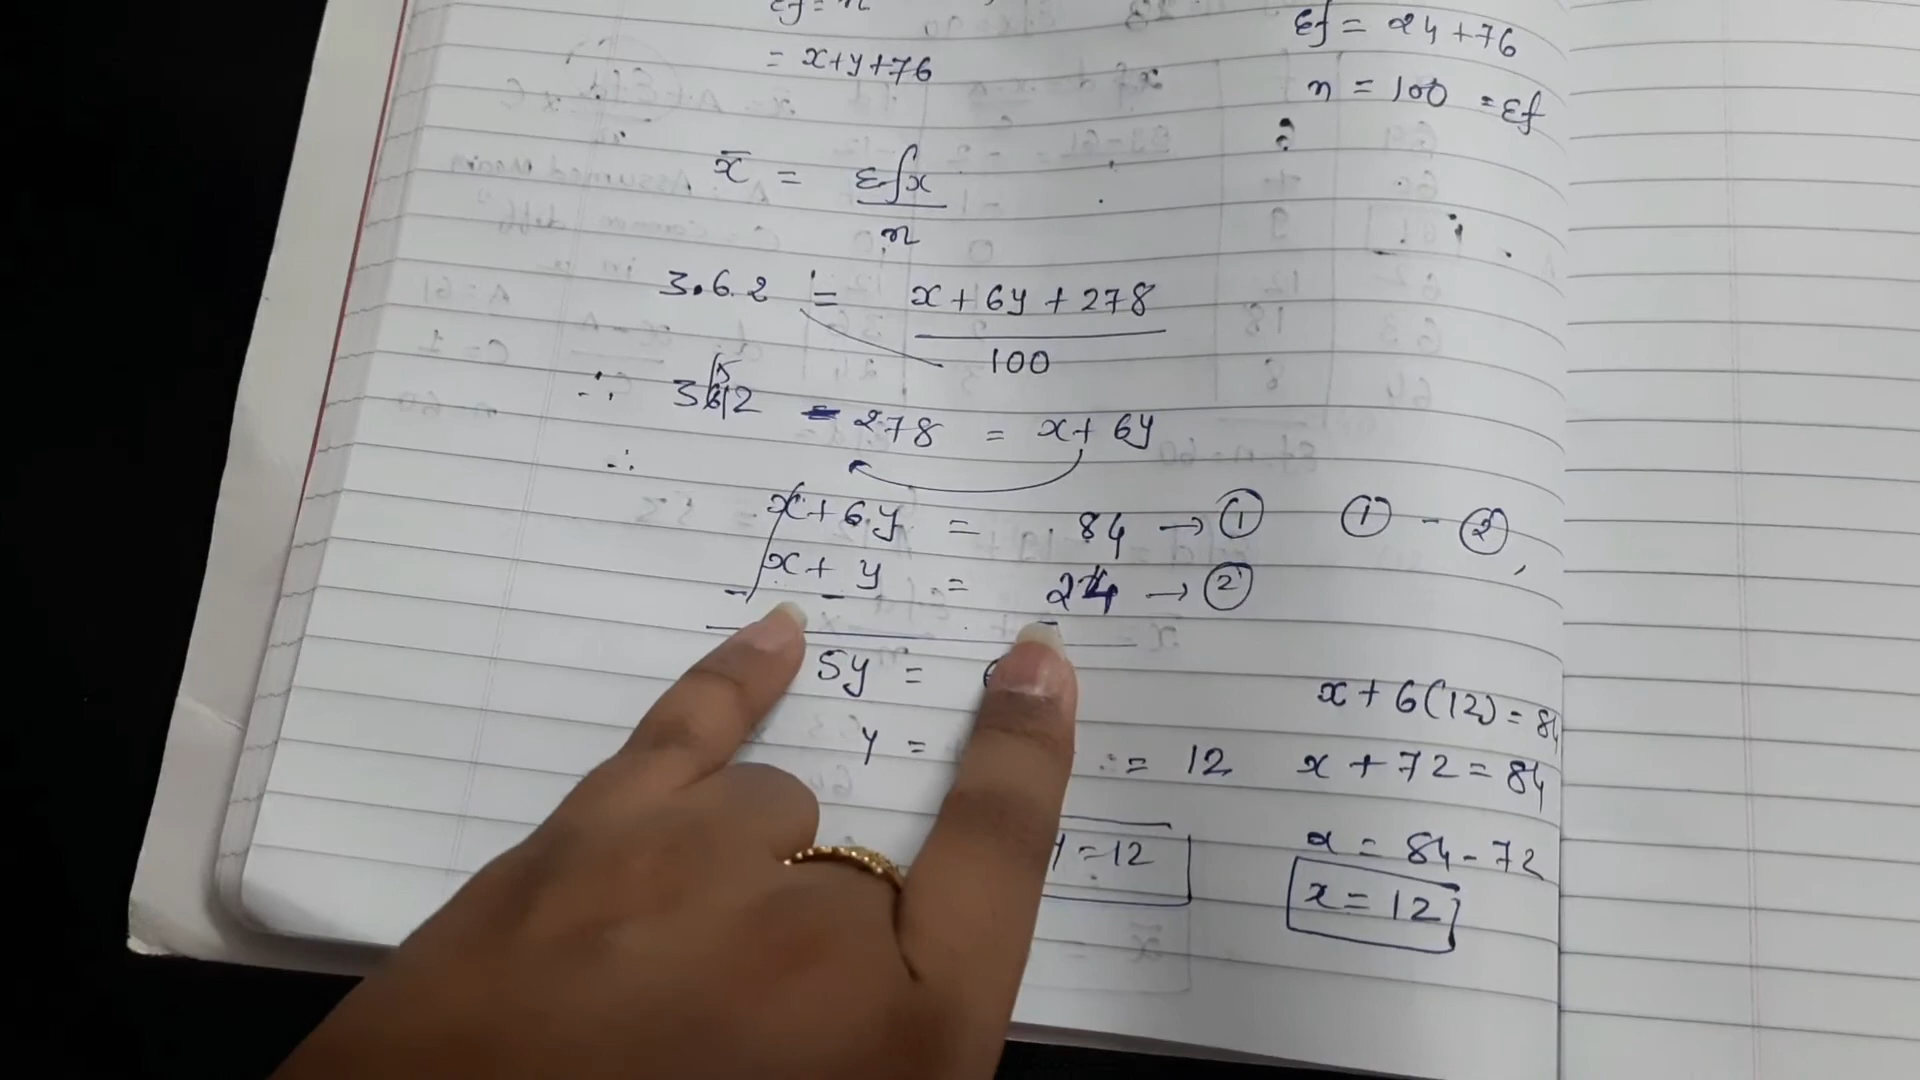 Σf = n
= x+y+76
Σf = 24+76
n = 100 = Σf
x̄ = Σfx / n
3.62 = x+6y+278 / 100
∴ 362 - 278 = x+6y
∴
x+6y = 84 → ① ① - ②,
x+y = 24 → ②
5y =
y = = 12
y = 12
x+6(12) = 84
x+72 = 84
x = 84-72
x = 12